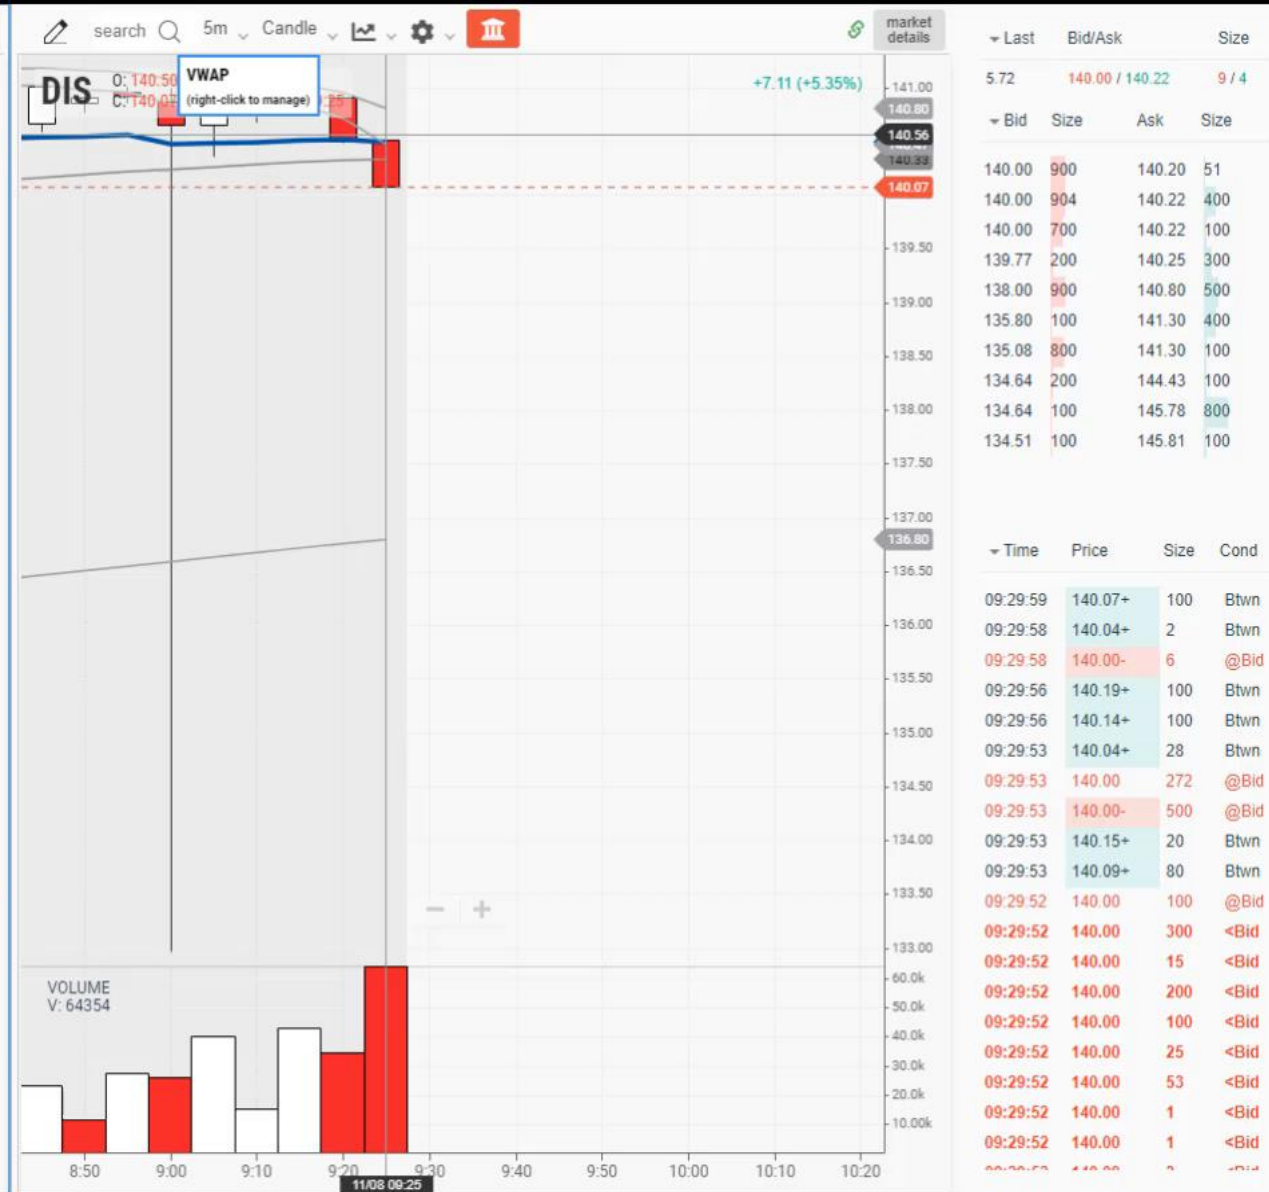 search 5m Candle market details
DIS O: 140.50
C: 140.07
VWAP
(right-click to manage)
+7.11 (+5.35%)
141.00
140.80
140.56
140.33
140.07
139.50
139.00
138.50
138.00
137.50
137.00
136.80
136.50
136.00
135.50
135.00
134.50
134.00
133.50
133.00
VOLUME
V: 64354
60.0k
50.0k
40.0k
30.0k
20.0k
10.00k
8:50 9:00 9:10 9:20 9:30 9:40 9:50 10:00 10:10 10:20
11/08 09:25
Last Bid/Ask Size
5.72 140.00 / 140.22 9 / 4
Bid Size Ask Size
140.00 900 140.20 51
140.00 904 140.22 400
140.00 700 140.22 100
139.77 200 140.25 300
138.00 900 140.80 500
135.80 100 141.30 400
135.08 800 141.30 100
134.64 200 144.43 100
134.64 100 145.78 800
134.51 100 145.81 100
Time Price Size Cond
09:29:59 140.07+ 100 Btwn
09:29:58 140.04+ 2 Btwn
09:29:58 140.00- 6 @Bid
09:29:56 140.19+ 100 Btwn
09:29:56 140.14+ 100 Btwn
09:29:53 140.04+ 28 Btwn
09:29:53 140.00 272 @Bid
09:29:53 140.00- 500 @Bid
09:29:53 140.15+ 20 Btwn
09:29:53 140.09+ 80 Btwn
09:29:52 140.00 100 @Bid
09:29:52 140.00 300 <Bid
09:29:52 140.00 15 <Bid
09:29:52 140.00 200 <Bid
09:29:52 140.00 100 <Bid
09:29:52 140.00 25 <Bid
09:29:52 140.00 53 <Bid
09:29:52 140.00 1 <Bid
09:29:52 140.00 1 <Bid